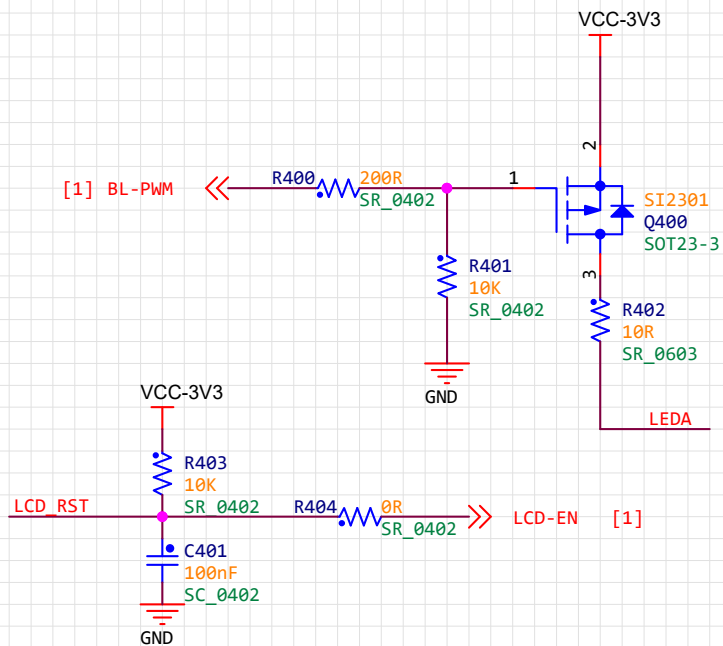 VCC-3V3
2
[1] BL-PWM
R400
200R
SR_0402
1
SI2301
Q400
SOT23-3
R401
10K
SR_0402
3
R402
10R
SR_0603
GND
LEDA
VCC-3V3
R403
10K
SR_0402
LCD_RST
R404
0R
SR_0402
LCD-EN [1]
C401
100nF
SC_0402
GND